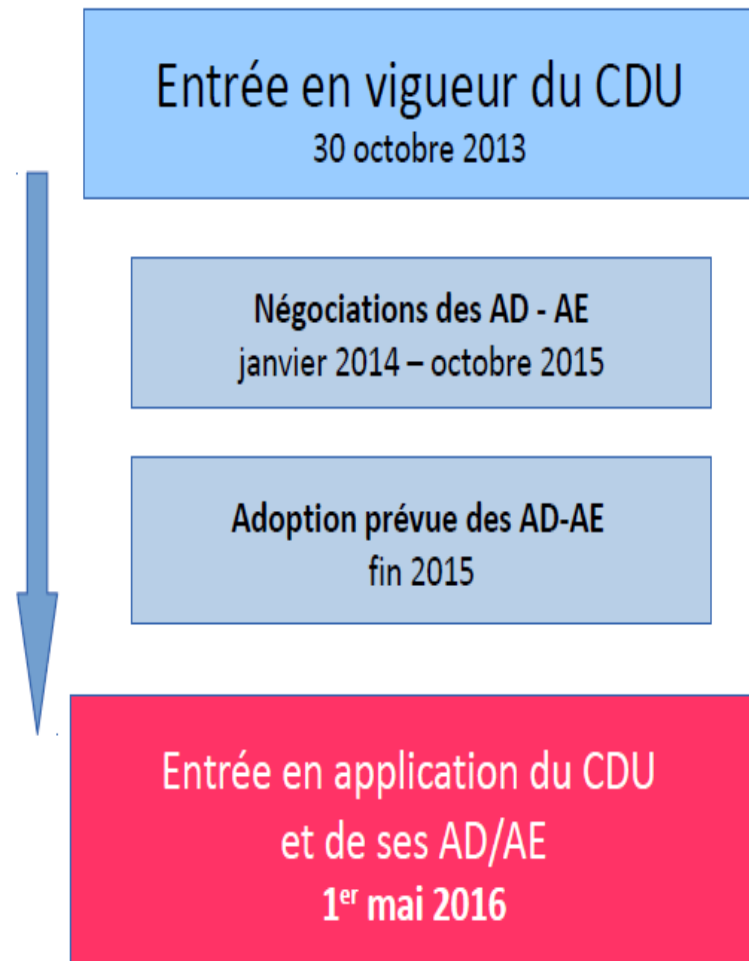 Entrée en vigueur du CDU
30 octobre 2013
Négociations des AD - AE
janvier 2014 – octobre 2015
Adoption prévue des AD-AE
fin 2015
Entrée en application du CDU
et de ses AD/AE
1er mai 2016